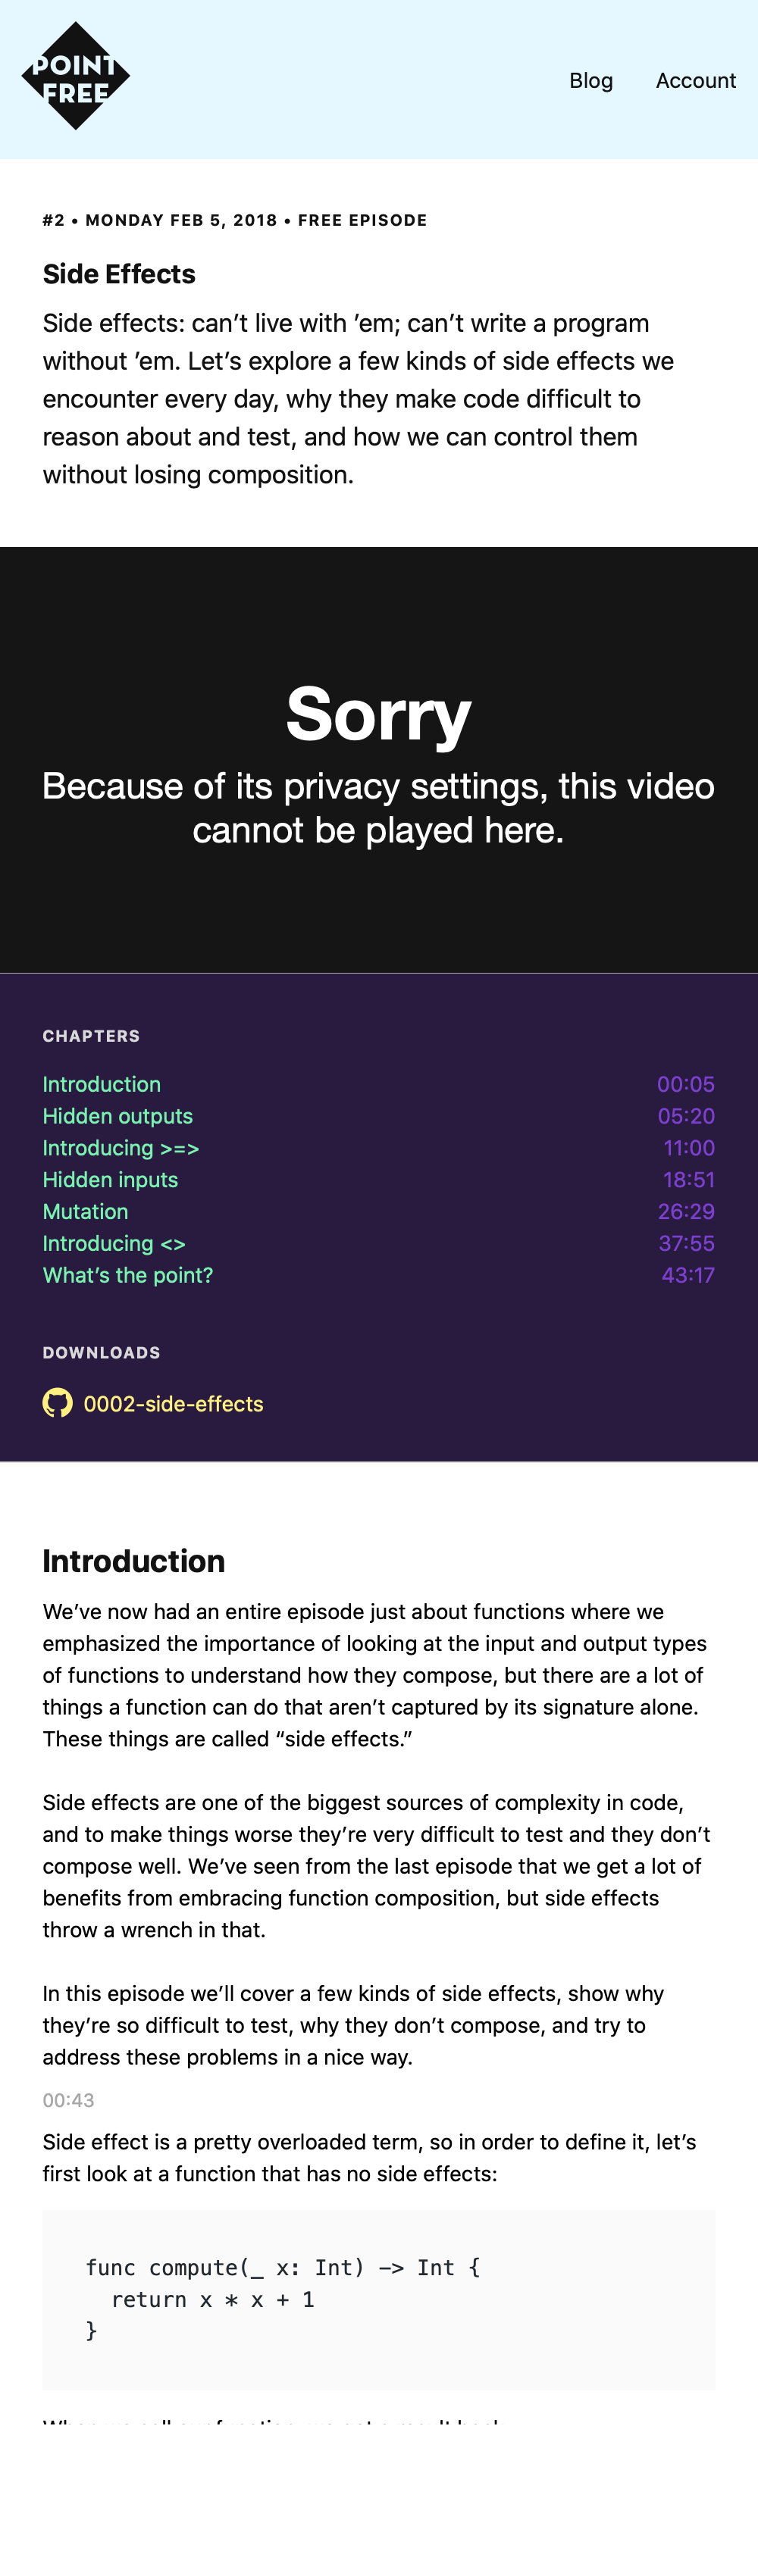 POINT
FREE
Blog
Account
#2 • MONDAY FEB 5, 2018 • FREE EPISODE
Side Effects
Side effects: can’t live with ’em; can’t write a program
without ’em. Let’s explore a few kinds of side effects we
encounter every day, why they make code difficult to
reason about and test, and how we can control them
without losing composition.
Sorry
Because of its privacy settings, this video
cannot be played here.
CHAPTERS
Introduction 00:05
Hidden outputs 05:20
Introducing >=> 11:00
Hidden inputs 18:51
Mutation 26:29
Introducing <> 37:55
What’s the point? 43:17
DOWNLOADS
0002-side-effects
Introduction
We’ve now had an entire episode just about functions where we
emphasized the importance of looking at the input and output types
of functions to understand how they compose, but there are a lot of
things a function can do that aren’t captured by its signature alone.
These things are called “side effects.”
Side effects are one of the biggest sources of complexity in code,
and to make things worse they’re very difficult to test and they don’t
compose well. We’ve seen from the last episode that we get a lot of
benefits from embracing function composition, but side effects
throw a wrench in that.
In this episode we’ll cover a few kinds of side effects, show why
they’re so difficult to test, why they don’t compose, and try to
address these problems in a nice way.
00:43
Side effect is a pretty overloaded term, so in order to define it, let’s
first look at a function that has no side effects:
func compute(_ x: Int) -> Int {
  return x * x + 1
}